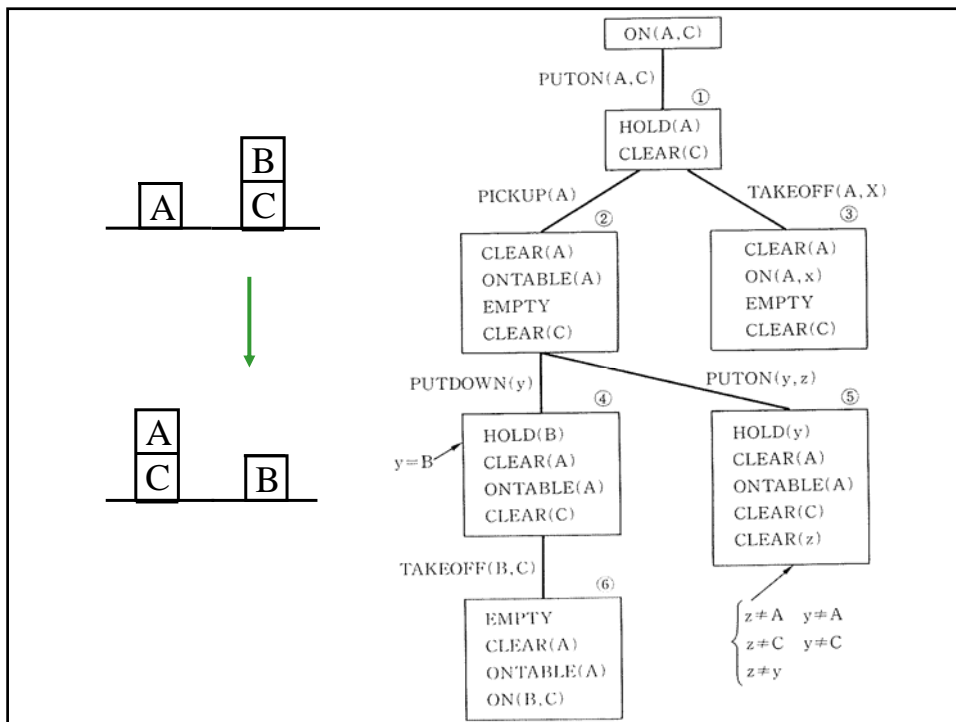 B
A
C
A
C
B
ON(A,C)
PUTON(A,C)
①
HOLD(A)
CLEAR(C)
PICKUP(A)
TAKEOFF(A,X)
②
CLEAR(A)
ONTABLE(A)
EMPTY
CLEAR(C)
③
CLEAR(A)
ON(A,x)
EMPTY
CLEAR(C)
PUTDOWN(y)
PUTON(y,z)
④
y=B
HOLD(B)
CLEAR(A)
ONTABLE(A)
CLEAR(C)
⑤
HOLD(y)
CLEAR(A)
ONTABLE(A)
CLEAR(C)
CLEAR(z)
TAKEOFF(B,C)
⑥
EMPTY
CLEAR(A)
ONTABLE(A)
ON(B,C)
z≠A y≠A
z≠C y≠C
z≠y